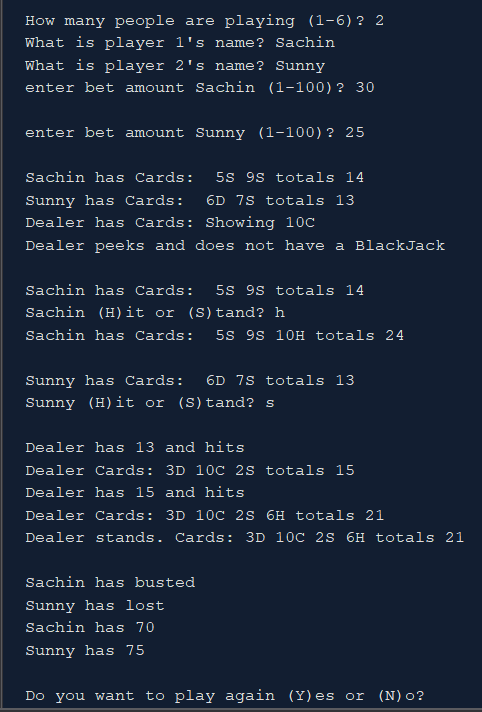 How many people are playing (1-6)? 2
What is player 1's name? Sachin
What is player 2's name? Sunny
enter bet amount Sachin (1-100)? 30
enter bet amount Sunny (1-100)? 25
Sachin has Cards:  5S 9S totals 14
Sunny has Cards:  6D 7S totals 13
Dealer has Cards: Showing 10C
Dealer peeks and does not have a BlackJack
Sachin has Cards:  5S 9S totals 14
Sachin (H)it or (S)tand? h
Sachin has Cards:  5S 9S 10H totals 24
Sunny has Cards:  6D 7S totals 13
Sunny (H)it or (S)tand? s
Dealer has 13 and hits
Dealer Cards: 3D 10C 2S totals 15
Dealer has 15 and hits
Dealer Cards: 3D 10C 2S 6H totals 21
Dealer stands. Cards: 3D 10C 2S 6H totals 21
Sachin has busted
Sunny has lost
Sachin has 70
Sunny has 75
Do you want to play again (Y)es or (N)o?